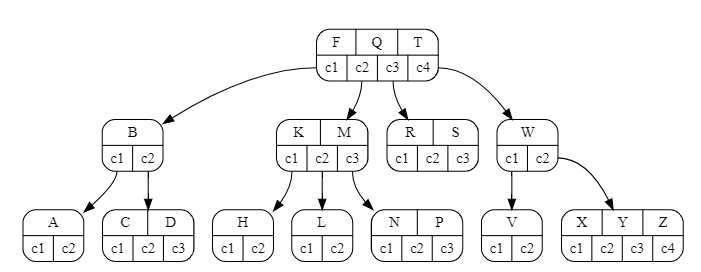 F Q T
c1 c2 c3 c4
B K M R S W
c1 c2 c1 c2 c3 c1 c2 c3 c1 c2
A C D H L N P V X Y Z
c1 c2 c1 c2 c3 c1 c2 c1 c2 c1 c2 c3 c1 c2 c1 c2 c3 c4